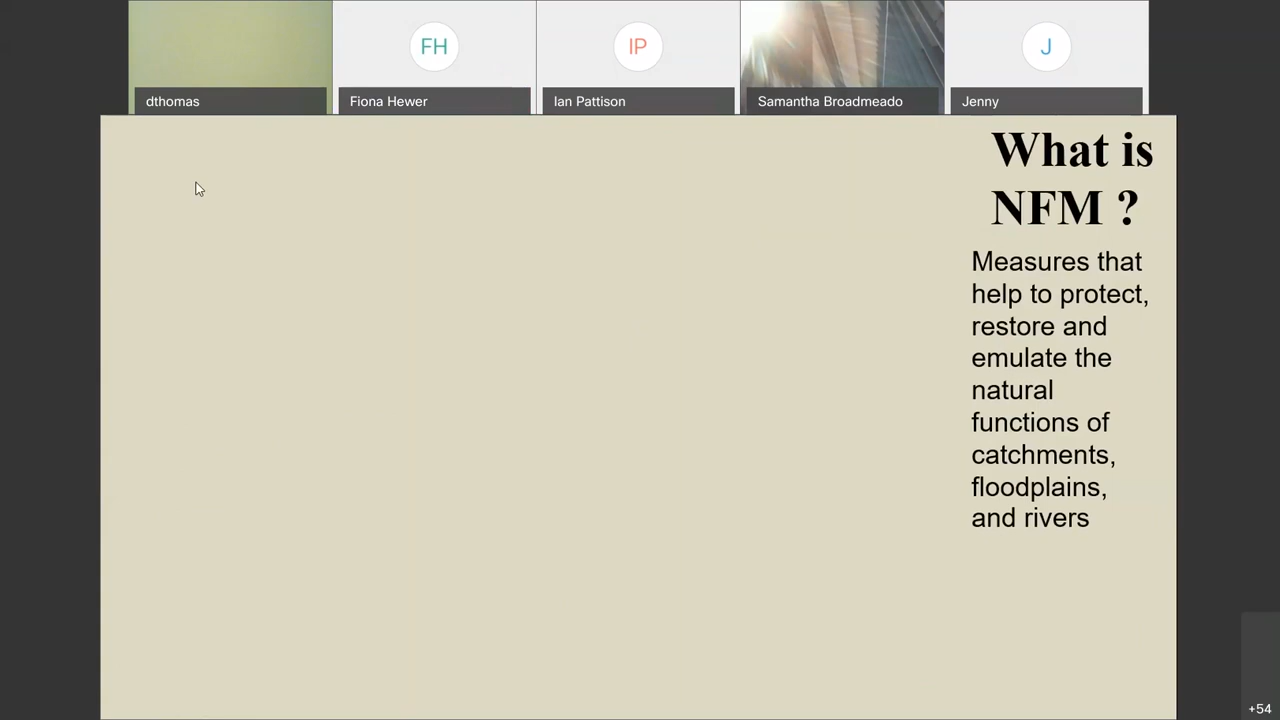 FH
IP
J
dthomas
Fiona Hewer
Ian Pattison
Samantha Broadmeado
Jenny
What is
NFM ?
Measures that
help to protect,
restore and
emulate the
natural
functions of
catchments,
floodplains,
and rivers
+54